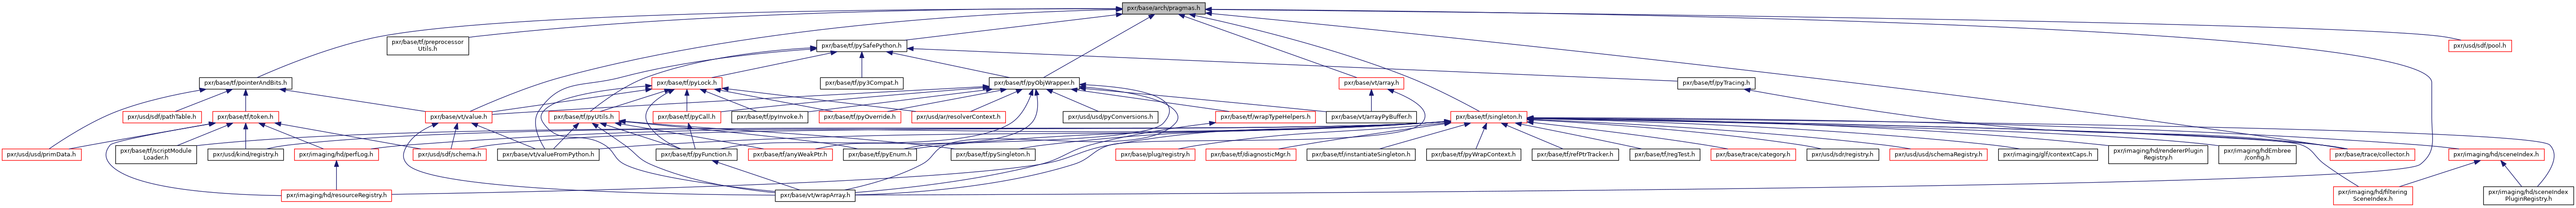 pxr/base/arch/pragmas.h
pxr/base/tf/preprocessor
Utils.h
pxr/base/tf/pySafePython.h
pxr/usd/sdf/pool.h
pxr/base/tf/pointerAndBits.h
pxr/base/tf/pyLock.h
pxr/base/tf/py3Compat.h
pxr/base/tf/pyObjWrapper.h
pxr/base/vt/array.h
pxr/base/tf/pyTracing.h
pxr/usd/sdf/pathTable.h
pxr/base/tf/token.h
pxr/base/vt/value.h
pxr/base/tf/pyUtils.h
pxr/base/tf/pyCall.h
pxr/base/tf/pyInvoke.h
pxr/base/tf/pyOverride.h
pxr/usd/ar/resolverContext.h
pxr/usd/usd/pyConversions.h
pxr/base/tf/wrapTypeHelpers.h
pxr/base/vt/arrayPyBuffer.h
pxr/base/tf/singleton.h
pxr/usd/usd/primData.h
pxr/base/tf/scriptModule
Loader.h
pxr/usd/kind/registry.h
pxr/imaging/hd/perfLog.h
pxr/usd/sdf/schema.h
pxr/base/vt/valueFromPython.h
pxr/base/tf/pyFunction.h
pxr/base/tf/anyWeakPtr.h
pxr/base/tf/pyEnum.h
pxr/base/tf/pySingleton.h
pxr/base/plug/registry.h
pxr/base/tf/diagnosticMgr.h
pxr/base/tf/instantiateSingleton.h
pxr/base/tf/pyWrapContext.h
pxr/base/tf/refPtrTracker.h
pxr/base/tf/regTest.h
pxr/base/trace/category.h
pxr/usd/sdr/registry.h
pxr/usd/usd/schemaRegistry.h
pxr/imaging/glf/contextCaps.h
pxr/imaging/hd/rendererPlugin
Registry.h
pxr/imaging/hdEmbree
/config.h
pxr/base/trace/collector.h
pxr/imaging/hd/sceneIndex.h
pxr/imaging/hd/resourceRegistry.h
pxr/base/vt/wrapArray.h
pxr/imaging/hd/filtering
SceneIndex.h
pxr/imaging/hd/sceneIndex
PluginRegistry.h